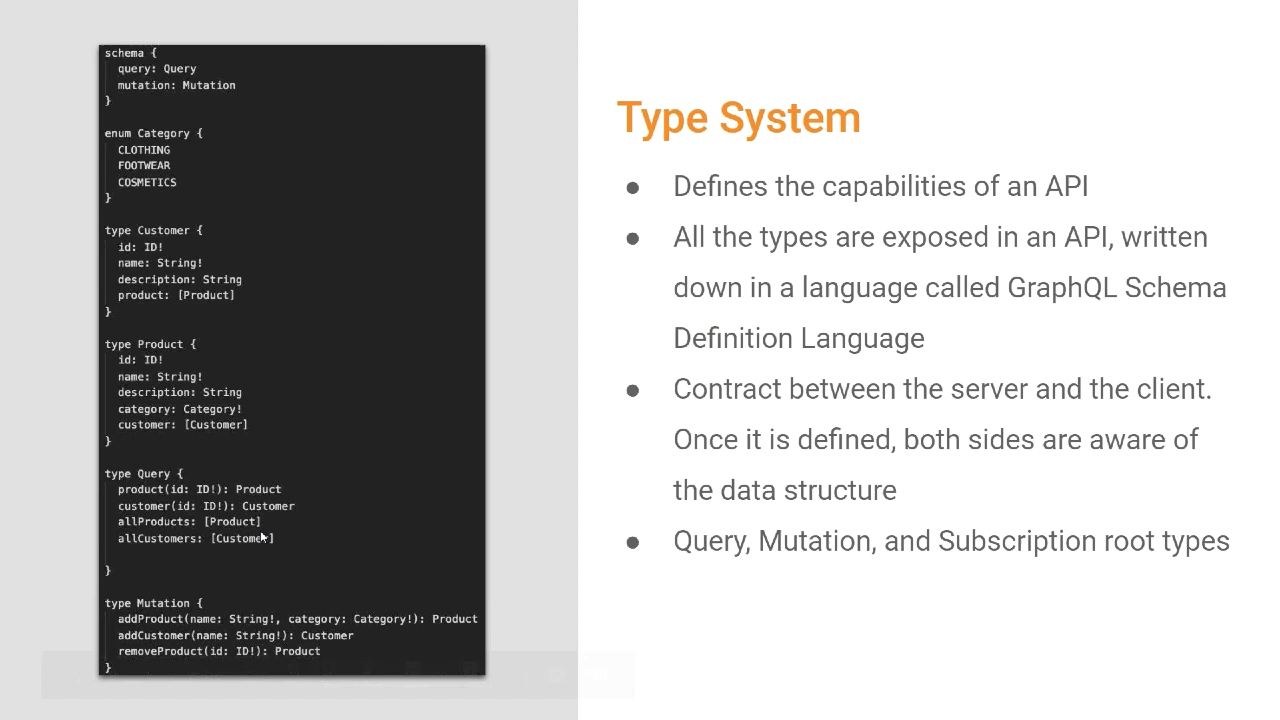 schema {
query: Query
mutation: Mutation
}
enum Category {
CLOTHING
FOOTWEAR
COSMETICS
}
type Customer {
id: ID!
name: String!
description: String
product: [Product]
}
type Product {
id: ID!
name: String!
description: String
category: Category!
customer: [Customer]
}
type Query {
product(id: ID!): Product
customer(id: ID!): Customer
allProducts: [Product]
allCustomers: [Customer]
}
type Mutation {
addProduct(name: String!, category: Category!): Product
addCustomer(name: String!): Customer
removeProduct(id: ID!): Product
}
Type System
● Defines the capabilities of an API
● All the types are exposed in an API, written
down in a language called GraphQL Schema
Definition Language
● Contract between the server and the client.
Once it is defined, both sides are aware of
the data structure
● Query, Mutation, and Subscription root types